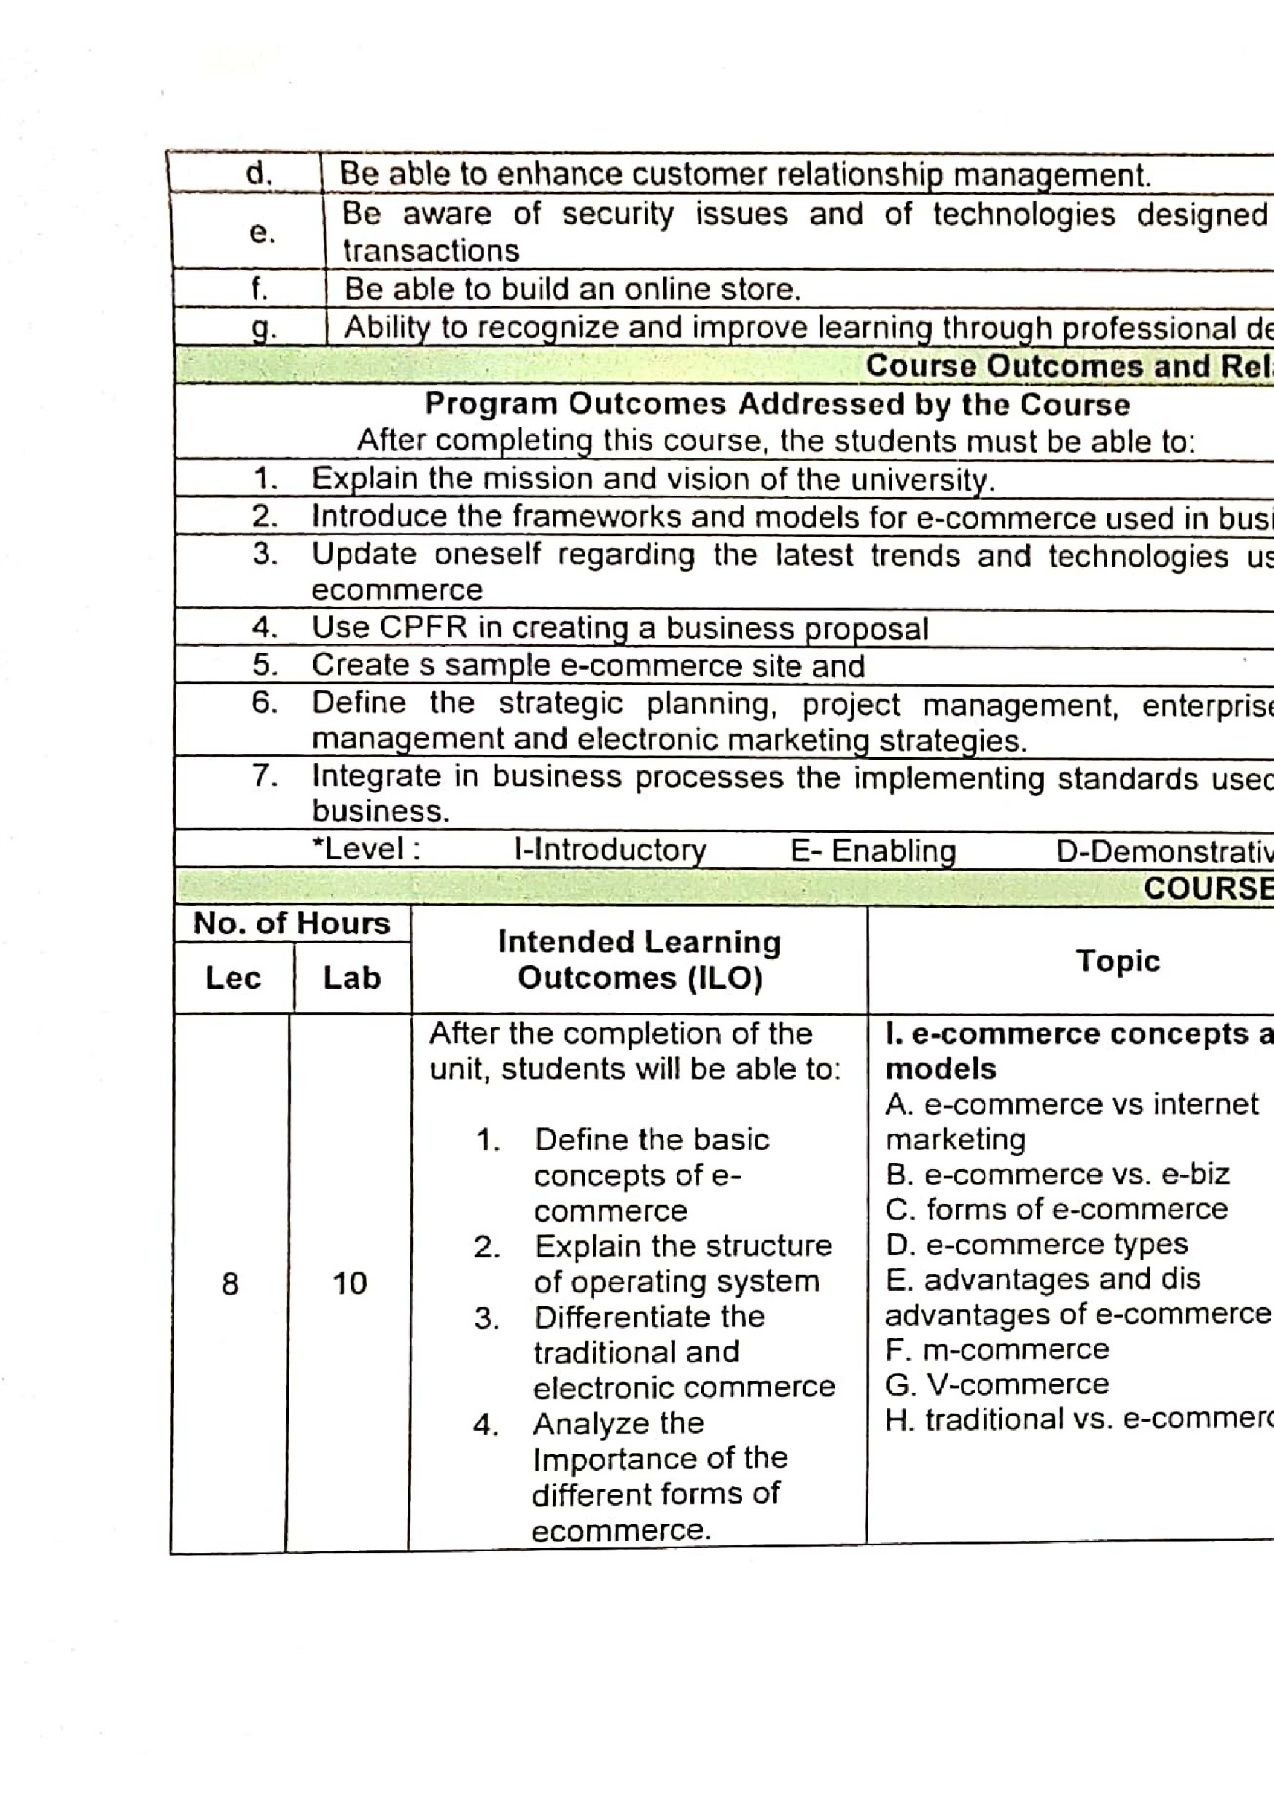 d. Be able to enhance customer relationship management.
e. Be aware of security issues and of technologies designed
transactions
f. Be able to build an online store.
g. Ability to recognize and improve learning through professional de
Course Outcomes and Rel
Program Outcomes Addressed by the Course
After completing this course, the students must be able to:
1. Explain the mission and vision of the university.
2. Introduce the frameworks and models for e-commerce used in busi
3. Update oneself regarding the latest trends and technologies us
ecommerce
4. Use CPFR in creating a business proposal
5. Create s sample e-commerce site and
6. Define the strategic planning, project management, enterprise
management and electronic marketing strategies.
7. Integrate in business processes the implementing standards used
business.
*Level : I-Introductory E- Enabling D-Demonstrativ
COURSE
No. of Hours
Lec
Lab
Intended Learning
Outcomes (ILO)
Topic
8
10
After the completion of the
unit, students will be able to:
1. Define the basic
concepts of e-
commerce
2. Explain the structure
of operating system
3. Differentiate the
traditional and
electronic commerce
4. Analyze the
Importance of the
different forms of
ecommerce.
I. e-commerce concepts a
models
A. e-commerce vs internet
marketing
B. e-commerce vs. e-biz
C. forms of e-commerce
D. e-commerce types
E. advantages and dis
advantages of e-commerce
F. m-commerce
G. V-commerce
H. traditional vs. e-commerc